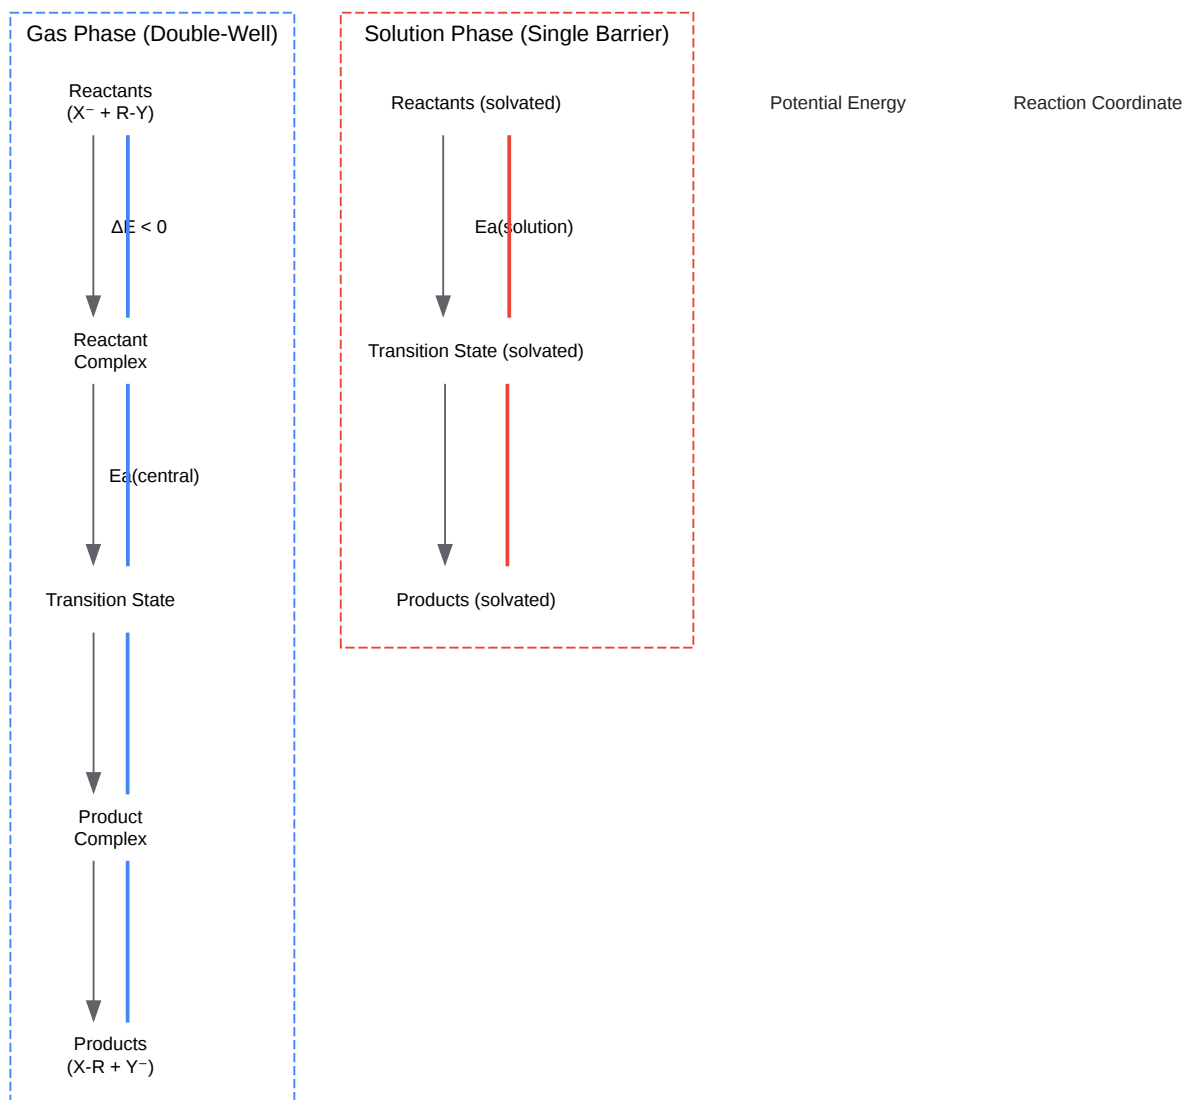 Gas Phase (Double-Well)
Reactants
(X⁻ + R-Y)
ΔE < 0
Reactant
Complex
Ea(central)
Transition State
Product
Complex
Products
(X-R + Y⁻)
Solution Phase (Single Barrier)
Reactants (solvated)
Ea(solution)
Transition State (solvated)
Products (solvated)
Potential Energy
Reaction Coordinate